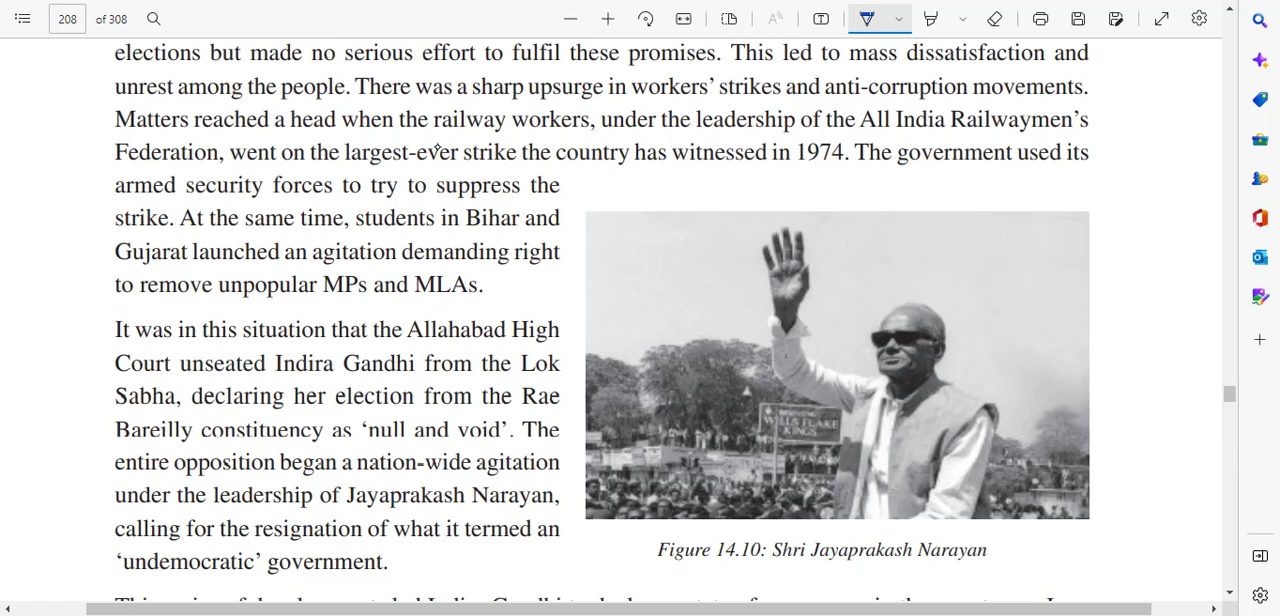 208
of 308
elections but made no serious effort to fulfil these promises. This led to mass dissatisfaction and
unrest among the people. There was a sharp upsurge in workers' strikes and anti-corruption movements.
Matters reached a head when the railway workers, under the leadership of the All India Railwaymen's
Federation, went on the largest-ever strike the country has witnessed in 1974. The government used its
armed security forces to try to suppress the
strike. At the same time, students in Bihar and
Gujarat launched an agitation demanding right
to remove unpopular MPs and MLAs.
It was in this situation that the Allahabad High
Court unseated Indira Gandhi from the Lok
Sabha, declaring her election from the Rae
Bareilly constituency as 'null and void'. The
entire opposition began a nation-wide agitation
under the leadership of Jayaprakash Narayan,
calling for the resignation of what it termed an
'undemocratic' government.
WILLS FLAKE
KINGS
Figure 14.10: Shri Jayaprakash Narayan